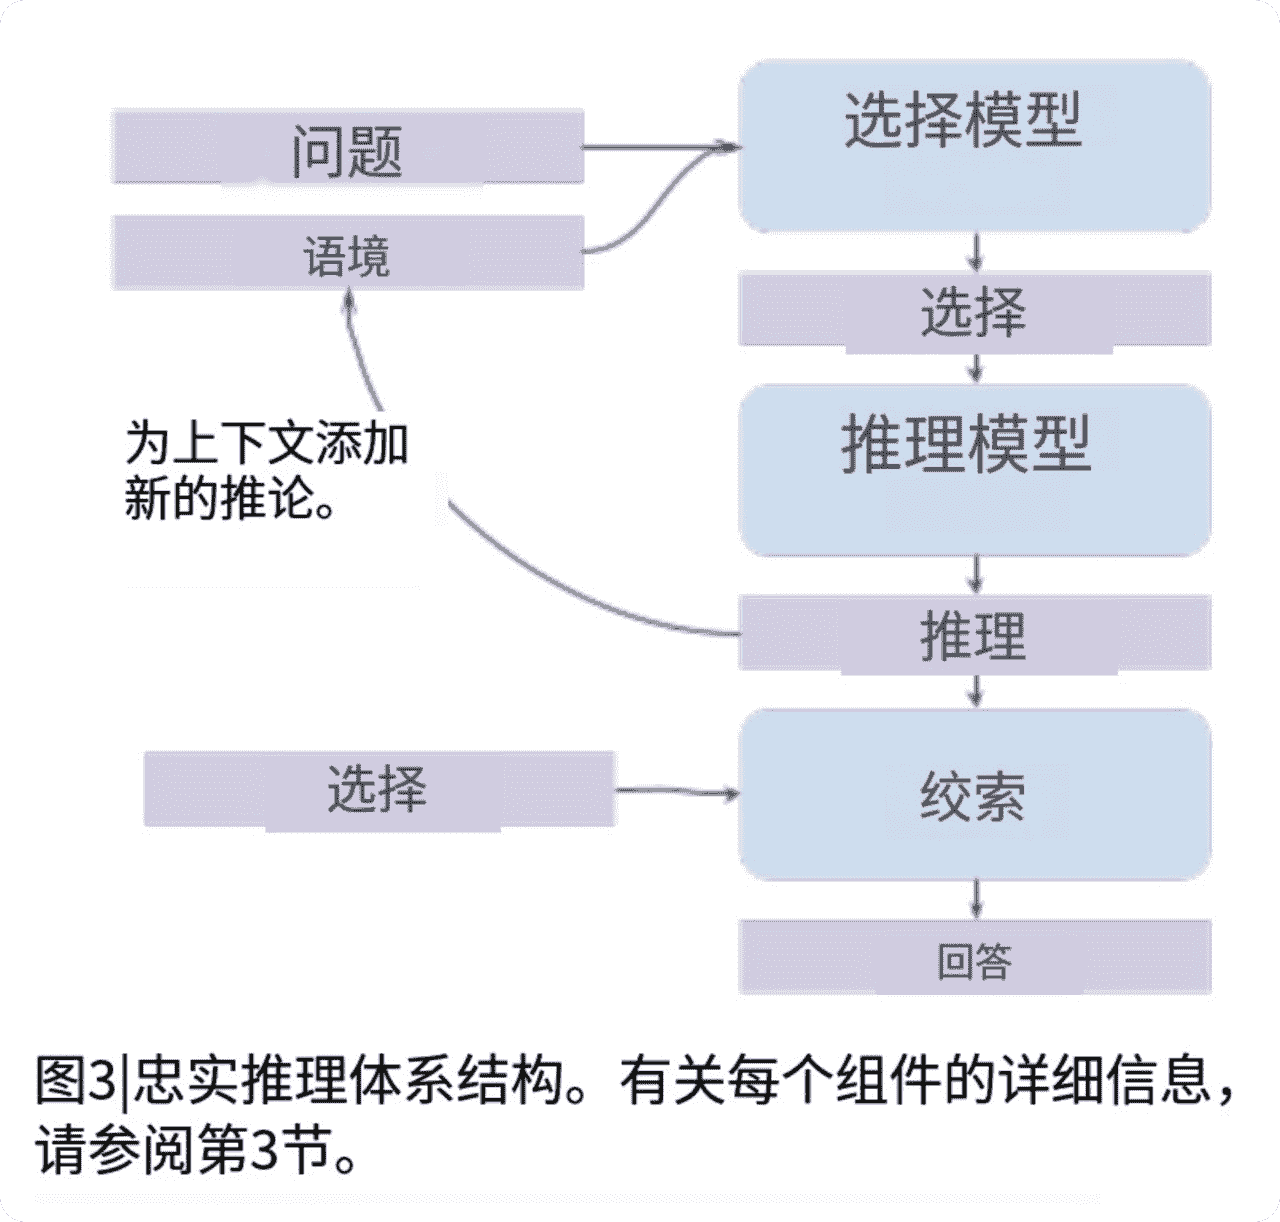 问题
选择模型
语境
选择
推理模型
为上下文添加
新的推论。
推理
选择
绞索
回答
图3|忠实推理体系结构。有关每个组件的详细信息，
请参阅第3节。